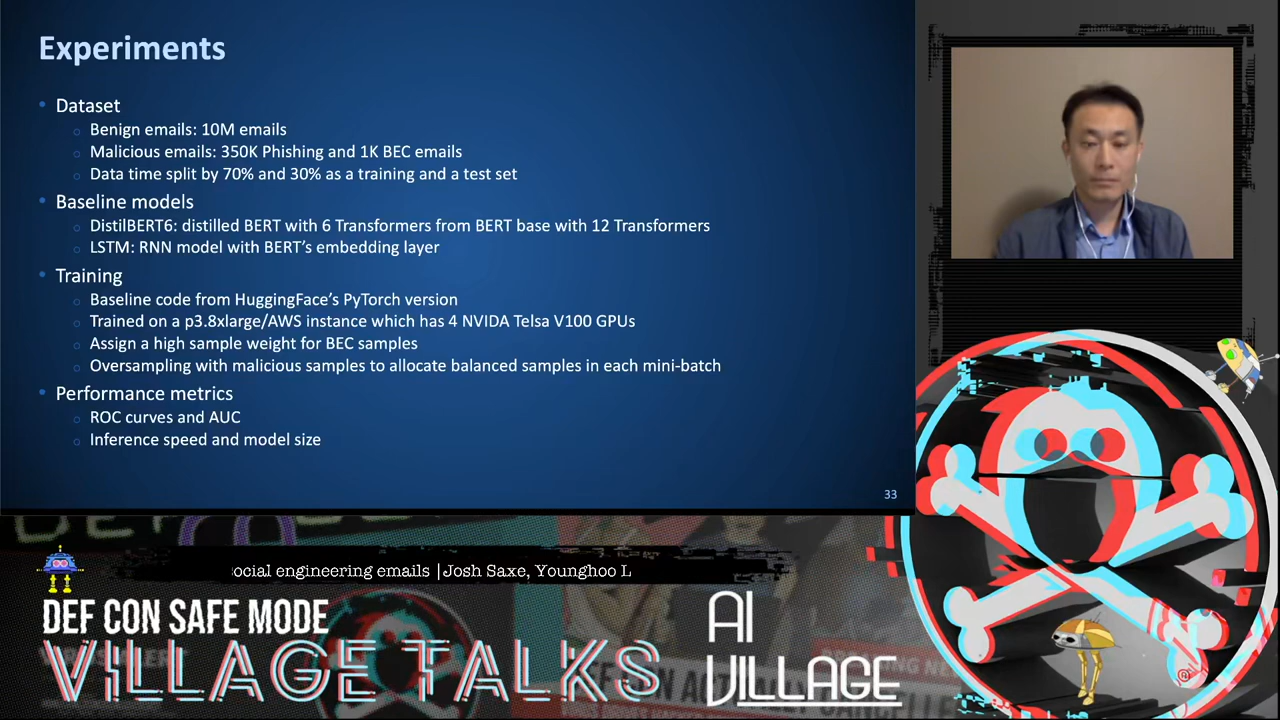 Experiments
Dataset
Benign emails: 10M emails
Malicious emails: 350K Phishing and 1K BEC emails
Data time split by 70% and 30% as a training and a test set
Baseline models
DistilBERT6: distilled BERT with 6 Transformers from BERT base with 12 Transformers
LSTM: RNN model with BERT's embedding layer
Training
Baseline code from HuggingFace's PyTorch version
Trained on a p3.8xlarge/AWS instance which has 4 NVIDIA Telsa V100 GPUs
Assign a high sample weight for BEC samples
Oversampling with malicious samples to allocate balanced samples in each mini-batch
Performance metrics
ROC curves and AUC
Inference speed and model size
33
ocial engineering emails | Josh Saxe, Younghoo L
DEF CON SAFE MODE
VILLAGE TALKS
AI
VILLAGE